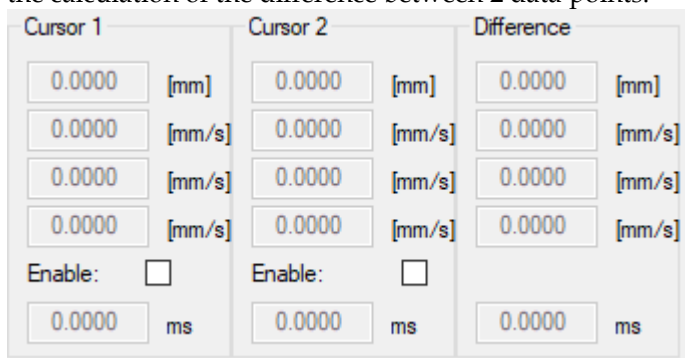 the calculation of the difference between 2 data points.
Cursor 1 Cursor 2 Difference
0.0000 [mm] 0.0000 [mm] 0.0000 [mm]
0.0000 [mm/s] 0.0000 [mm/s] 0.0000 [mm/s]
0.0000 [mm/s] 0.0000 [mm/s] 0.0000 [mm/s]
0.0000 [mm/s] 0.0000 [mm/s] 0.0000 [mm/s]
Enable: Enable:
0.0000 ms 0.0000 ms 0.0000 ms